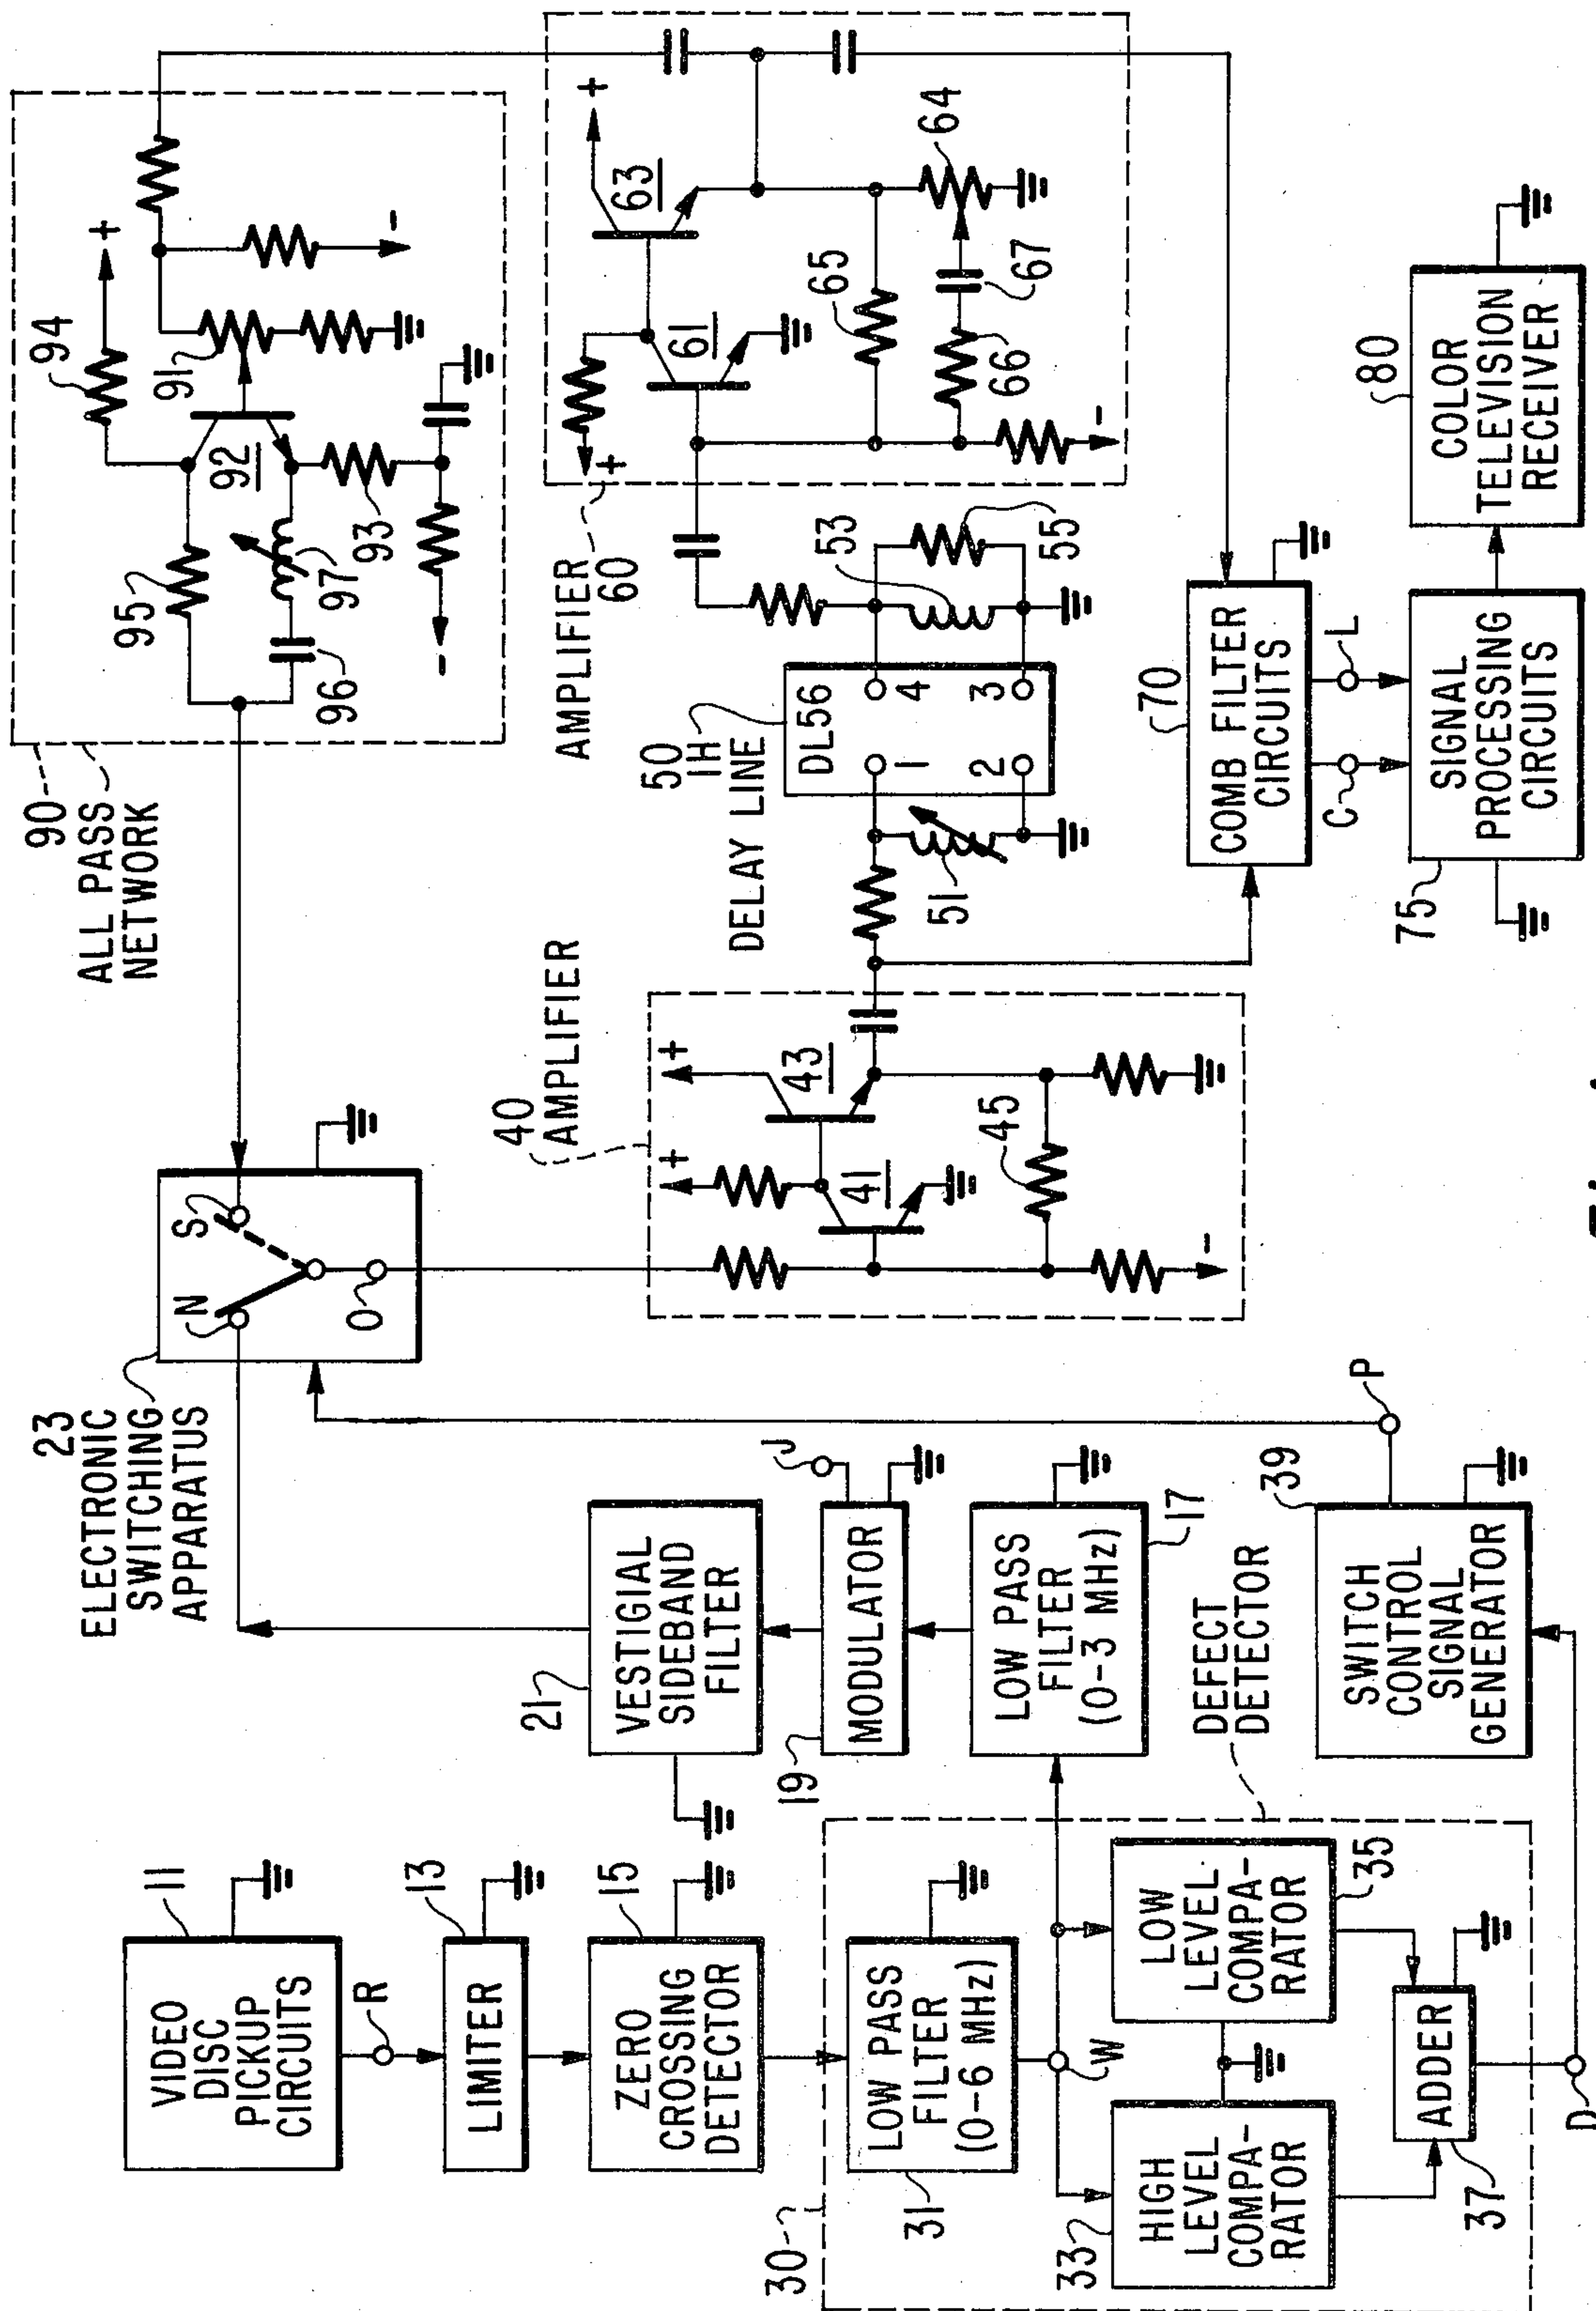 90
ALL PASS
NETWORK
94
+
91
-
92
95
97
93
96
-
23
ELECTRONIC
SWITCHING
APPARATUS
N
S
O
AMPLIFIER
60
+
+
63
61
65
64
66
67
-
40
AMPLIFIER
+
+
43
41
45
-
50
1H
DELAY LINE
DL56
1
4
2
3
51
53
55
70
COMB FILTER
CIRCUITS
C
L
75
SIGNAL
PROCESSING
CIRCUITS
80
COLOR
TELEVISION
RECEIVER
11
VIDEO
DISC
PICKUP
CIRCUITS
R
13
LIMITER
15
ZERO
CROSSING
DETECTOR
21
VESTIGIAL
SIDEBAND
FILTER
J
19
MODULATOR
LOW PASS
FILTER
(0-3 MHz)
17
30
31
LOW PASS
FILTER
(0-6 MHz)
W
DEFECT
DETECTOR
33
HIGH
LEVEL
COMPA-
RATOR
LOW
LEVEL
COMPA-
RATOR
35
ADDER
37
D
39
SWITCH
CONTROL
SIGNAL
GENERATOR
P